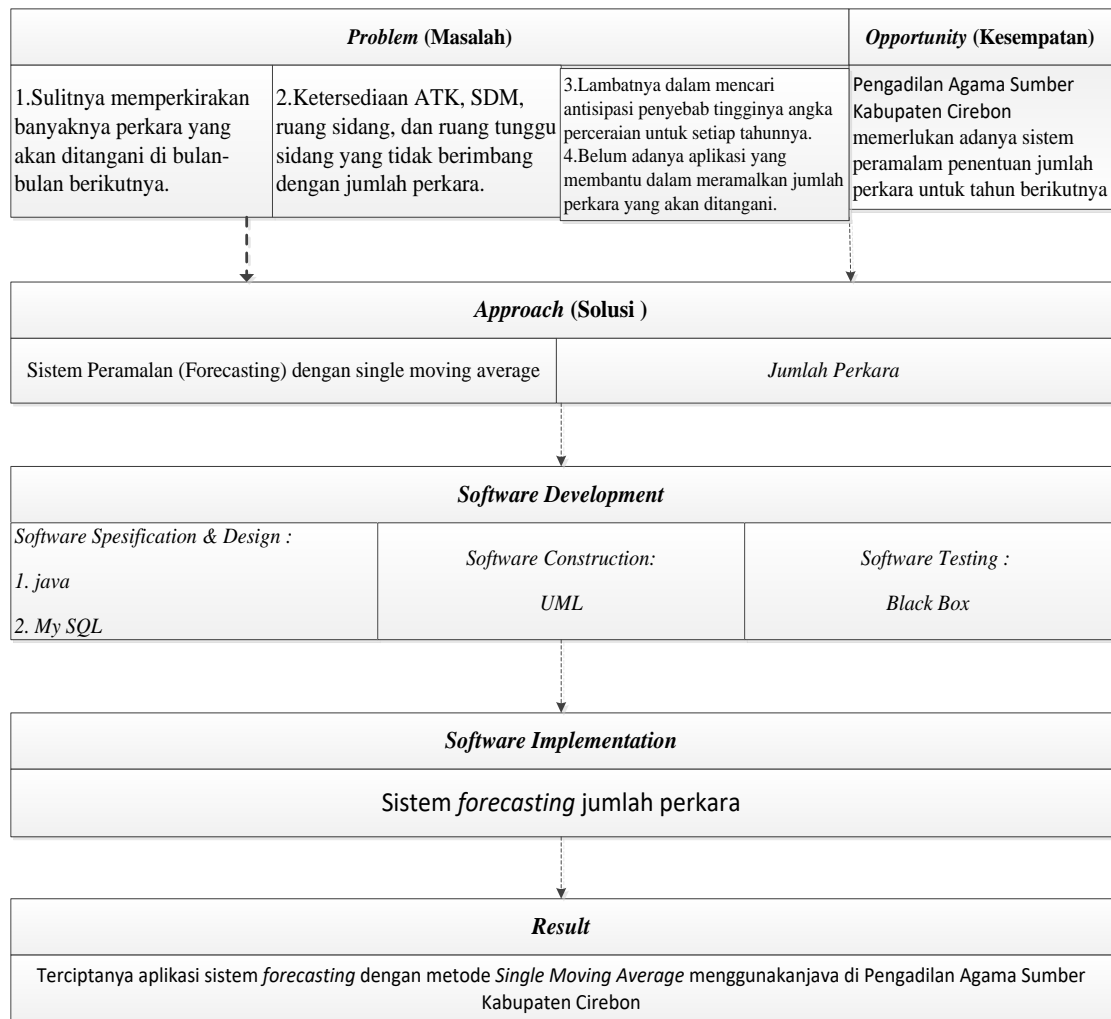 Problem (Masalah)
Opportunity (Kesempatan)
1.Sulitnya memperkirakan
banyaknya perkara yang
akan ditangani di bulan-
bulan berikutnya.
2.Ketersediaan ATK, SDM,
ruang sidang, dan ruang tunggu
sidang yang tidak berimbang
dengan jumlah perkara.
3.Lambatnya dalam mencari
antisipasi penyebab tingginya angka
perceraian untuk setiap tahunnya.
4.Belum adanya aplikasi yang
membantu dalam meramalkan jumlah
perkara yang akan ditangani.
Pengadilan Agama Sumber
Kabupaten Cirebon
memerlukan adanya sistem
peramalam penentuan jumlah
perkara untuk tahun berikutnya
Approach (Solusi )
Sistem Peramalan (Forecasting) dengan single moving average
Jumlah Perkara
Software Development
Software Spesification & Design :
1. java
2. My SQL
Software Construction:
UML
Software Testing :
Black Box
Software Implementation
Sistem forecasting jumlah perkara
Result
Terciptanya aplikasi sistem forecasting dengan metode Single Moving Average menggunakanjava di Pengadilan Agama Sumber
Kabupaten Cirebon